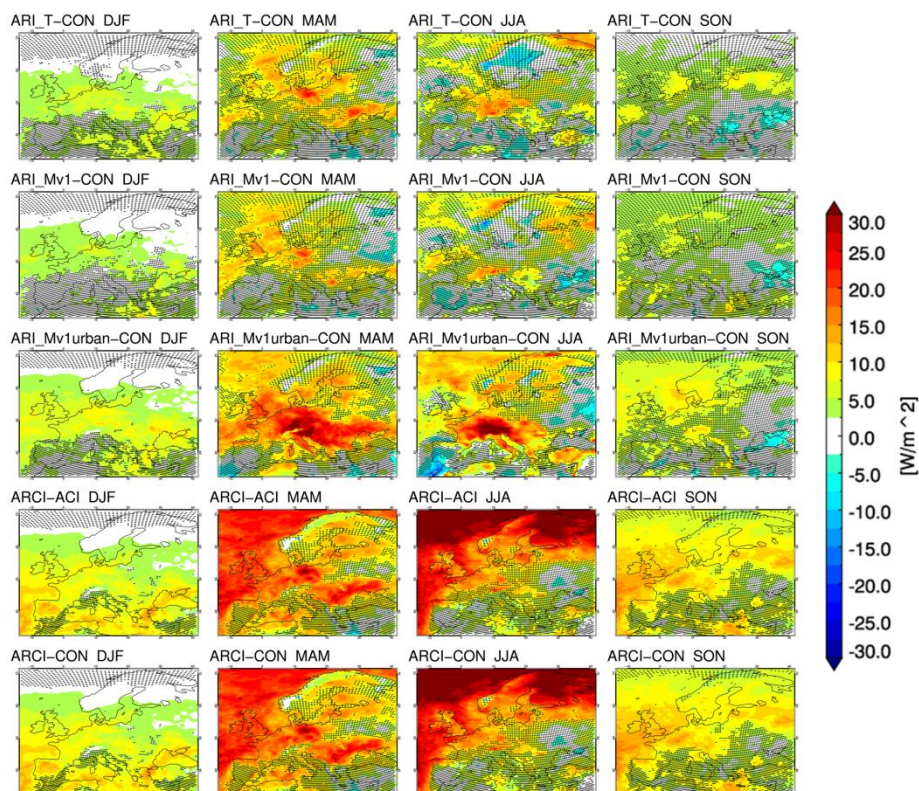 ARI_T-CON DJF
ARI_T-CON MAM
ARI_T-CON JJA
ARI_T-CON SON
ARI_Mv1-CON DJF
ARI_Mv1-CON MAM
ARI_Mv1-CON JJA
ARI_Mv1-CON SON
ARI_Mv1urban-CON DJF
ARI_Mv1urban-CON MAM
ARI_Mv1urban-CON JJA
ARI_Mv1urban-CON SON
ARCI-ACI DJF
ARCI-ACI MAM
ARCI-ACI JJA
ARCI-ACI SON
ARCI-CON DJF
ARCI-CON MAM
ARCI-CON JJA
ARCI-CON SON
30.0
25.0
20.0
15.0
10.0
5.0
0.0
-5.0
-10.0
-15.0
-20.0
-25.0
-30.0
[W/m^2]